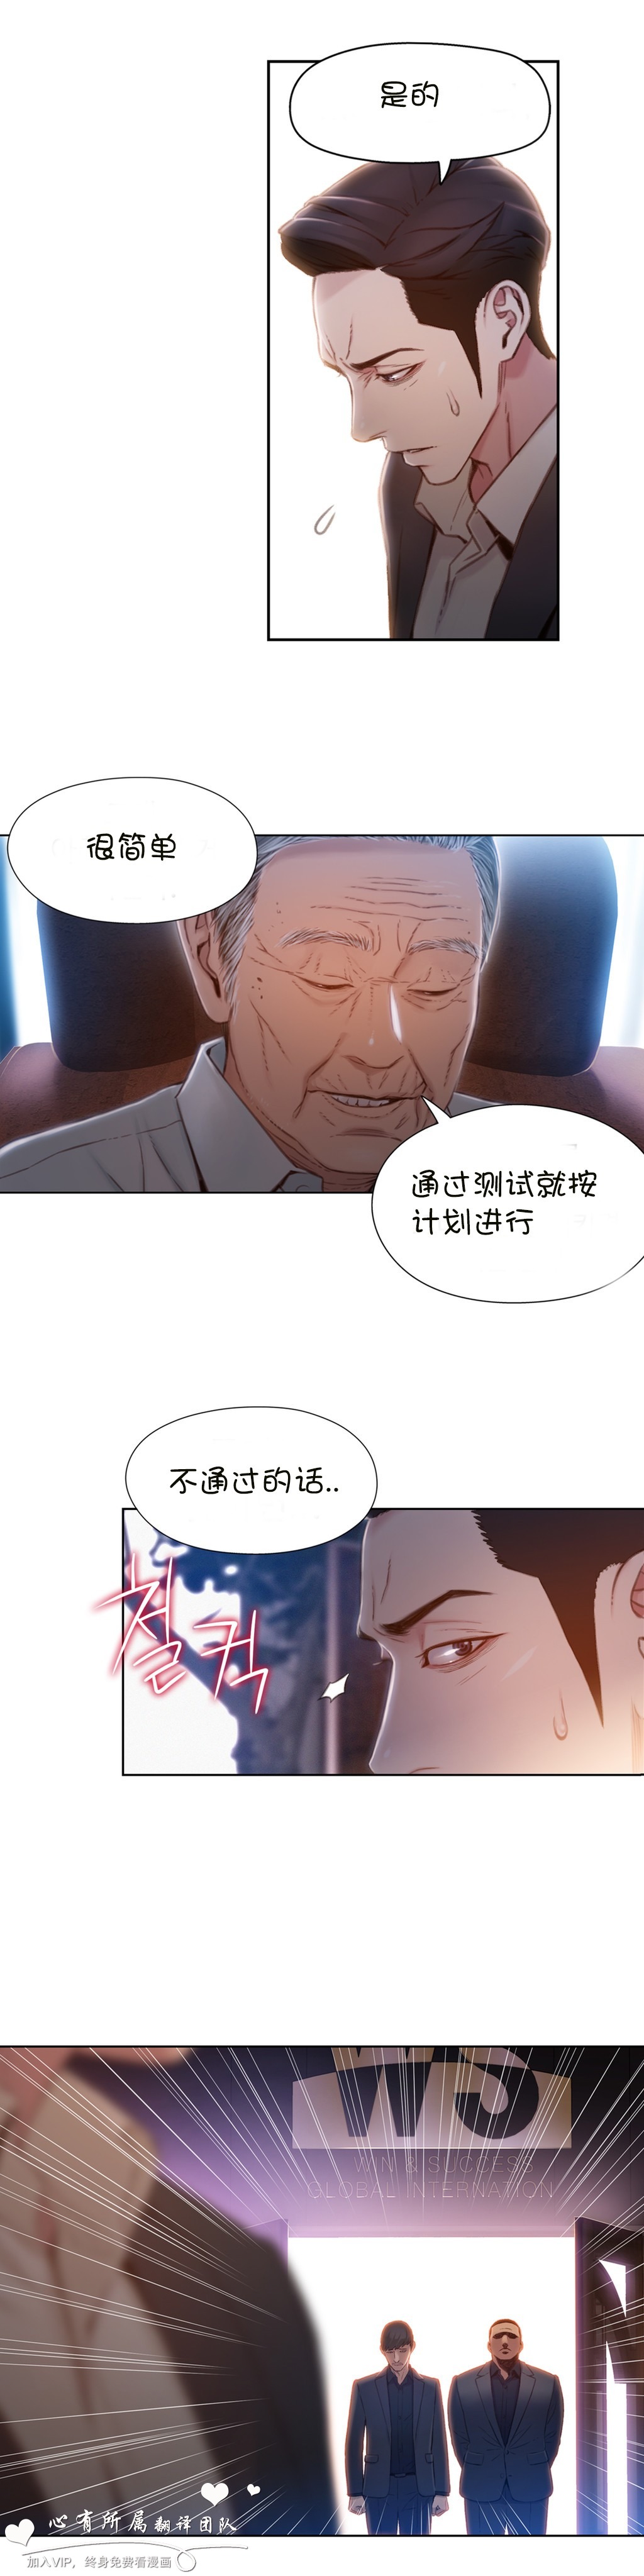 是的
很简单
通过测试就按
计划进行
不通过的话..
철컥
WS
WIN & SUCCESS
GLOBAL INTERNATION
心有所属翻译团队
加入VIP，终身免费看漫画